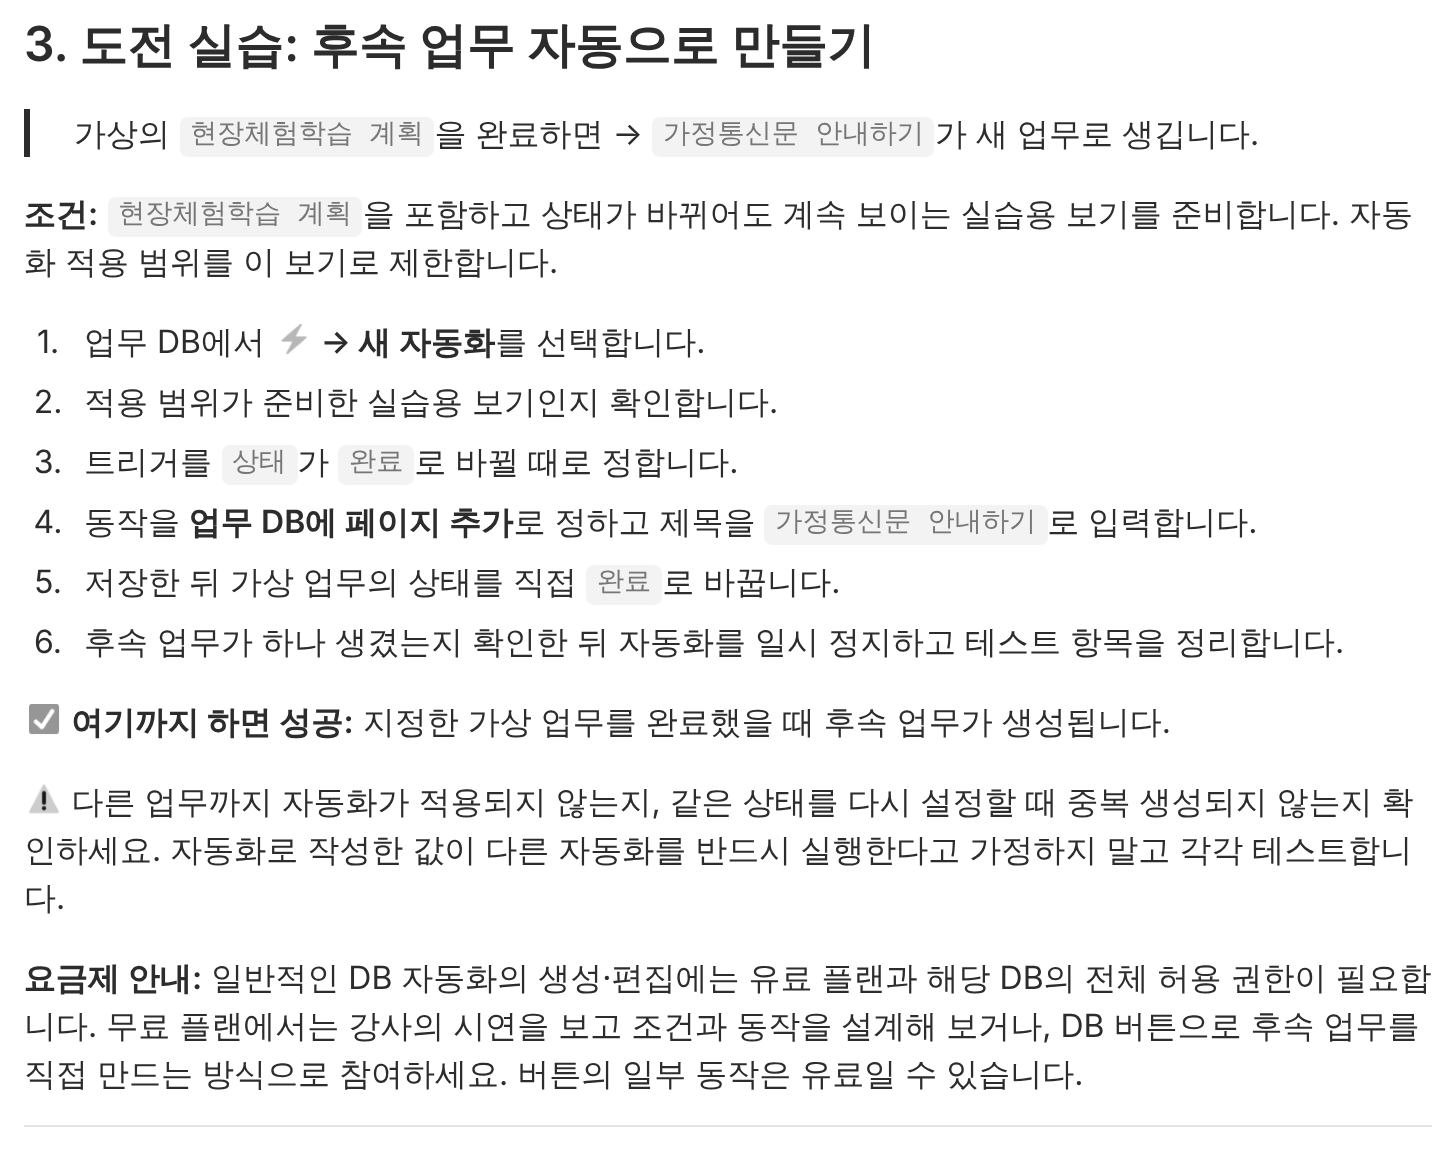 3. 도전 실습: 후속 업무 자동으로 만들기
가상의 현장체험학습 계획을 완료하면 → 가정통신문 안내하기가 새 업무로 생깁니다.
조건: 현장체험학습 계획을 포함하고 상태가 바뀌어도 계속 보이는 실습용 보기를 준비합니다. 자동
화 적용 범위를 이 보기로 제한합니다.
1. 업무 DB에서 ⚡ → 새 자동화를 선택합니다.
2. 적용 범위가 준비한 실습용 보기인지 확인합니다.
3. 트리거를 상태가 완료로 바뀔 때로 정합니다.
4. 동작을 업무 DB에 페이지 추가로 정하고 제목을 가정통신문 안내하기로 입력합니다.
5. 저장한 뒤 가상 업무의 상태를 직접 완료로 바꿉니다.
6. 후속 업무가 하나 생겼는지 확인한 뒤 자동화를 일시 정지하고 테스트 항목을 정리합니다.
☑ 여기까지 하면 성공: 지정한 가상 업무를 완료했을 때 후속 업무가 생성됩니다.
⚠ 다른 업무까지 자동화가 적용되지 않는지, 같은 상태를 다시 설정할 때 중복 생성되지 않는지 확
인하세요. 자동화로 작성한 값이 다른 자동화를 반드시 실행한다고 가정하지 말고 각각 테스트합니
다.
요금제 안내: 일반적인 DB 자동화의 생성·편집에는 유료 플랜과 해당 DB의 전체 허용 권한이 필요합
니다. 무료 플랜에서는 강사의 시연을 보고 조건과 동작을 설계해 보거나, DB 버튼으로 후속 업무를
직접 만드는 방식으로 참여하세요. 버튼의 일부 동작은 유료일 수 있습니다.